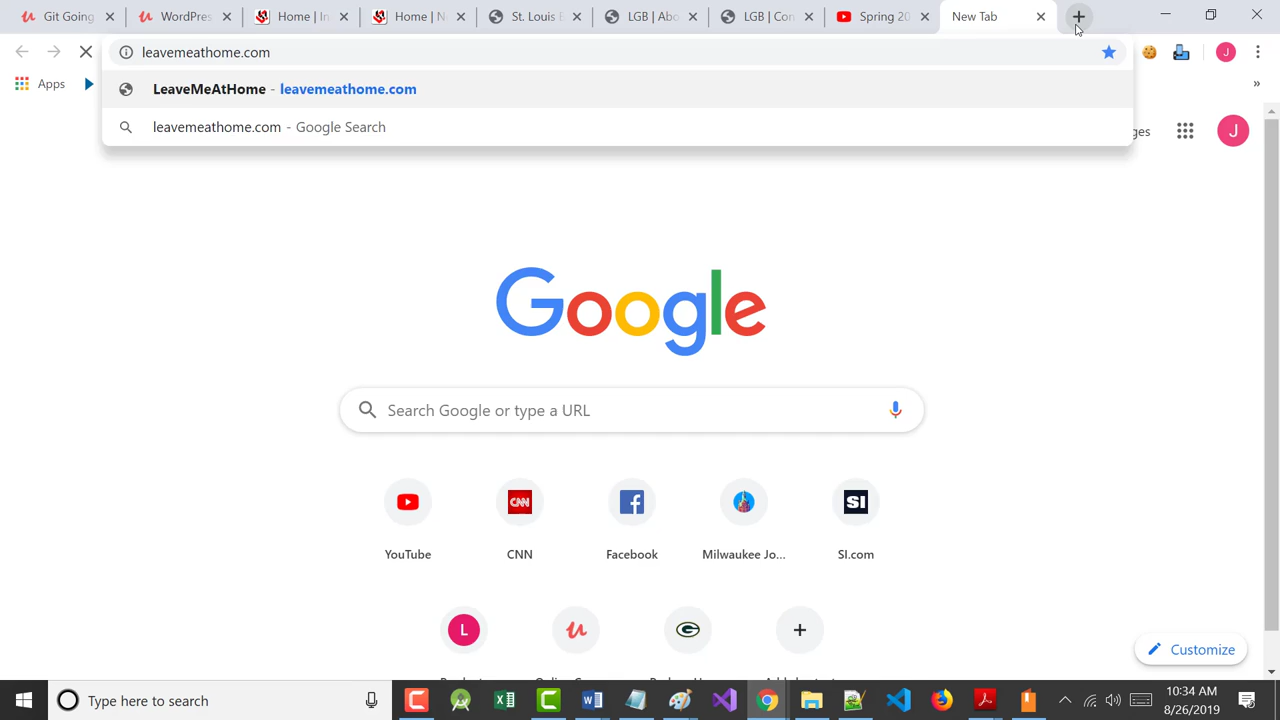 Git Going
WordPres
Home | In
Home | N
St. Louis E
LGB | Abo
LGB | Con
Spring 20
New Tab
leavemeathome.com
J
Apps
»
LeaveMeAtHome - leavemeathome.com
leavemeathome.com - Google Search
ges
J
Google
Search Google or type a URL
CNN
SI
YouTube
CNN
Facebook
Milwaukee Jo...
SI.com
L
G
Customize
Type here to search
10:34 AM
8/26/2019